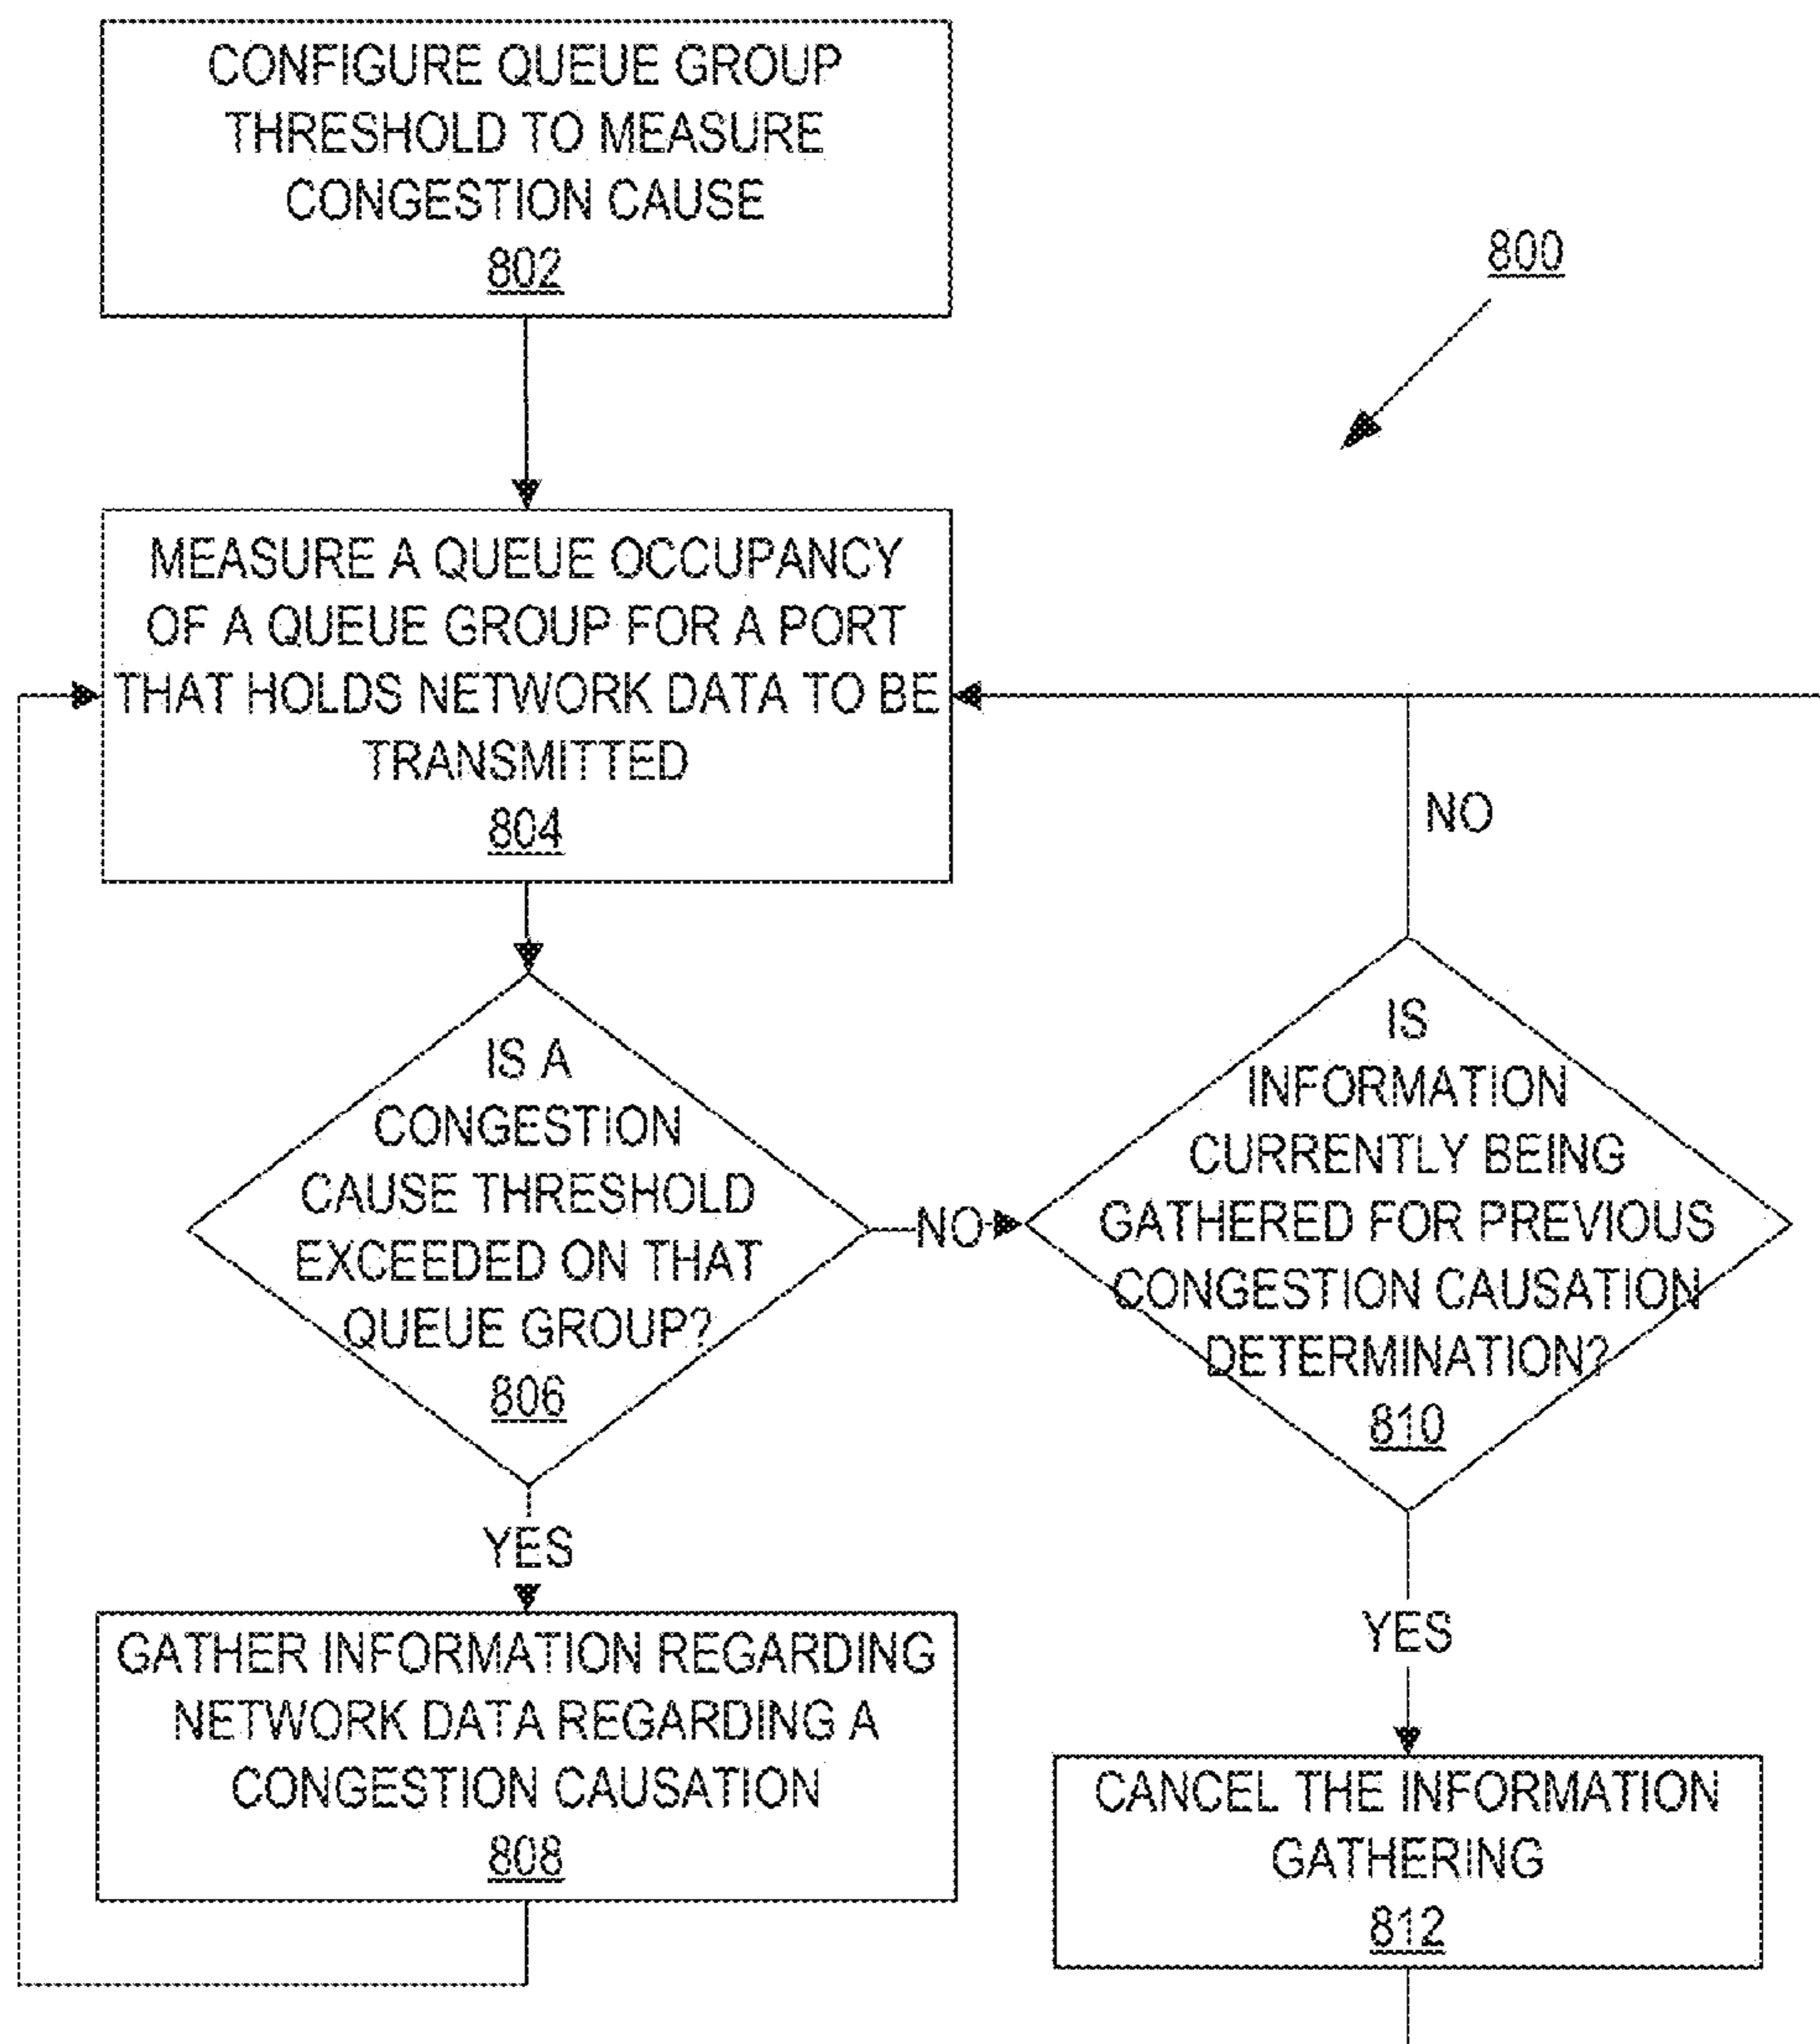 CONFIGURE QUEUE GROUP
THRESHOLD TO MEASURE
CONGESTION CAUSE
802
800
MEASURE A QUEUE OCCUPANCY
OF A QUEUE GROUP FOR A PORT
THAT HOLDS NETWORK DATA TO BE
TRANSMITTED
804
NO
IS A
CONGESTION
CAUSE THRESHOLD
EXCEEDED ON THAT
QUEUE GROUP?
806
NO
IS
INFORMATION
CURRENTLY BEING
GATHERED FOR PREVIOUS
CONGESTION CAUSATION
DETERMINATION?
810
YES
GATHER INFORMATION REGARDING
NETWORK DATA REGARDING A
CONGESTION CAUSATION
808
YES
CANCEL THE INFORMATION
GATHERING
812